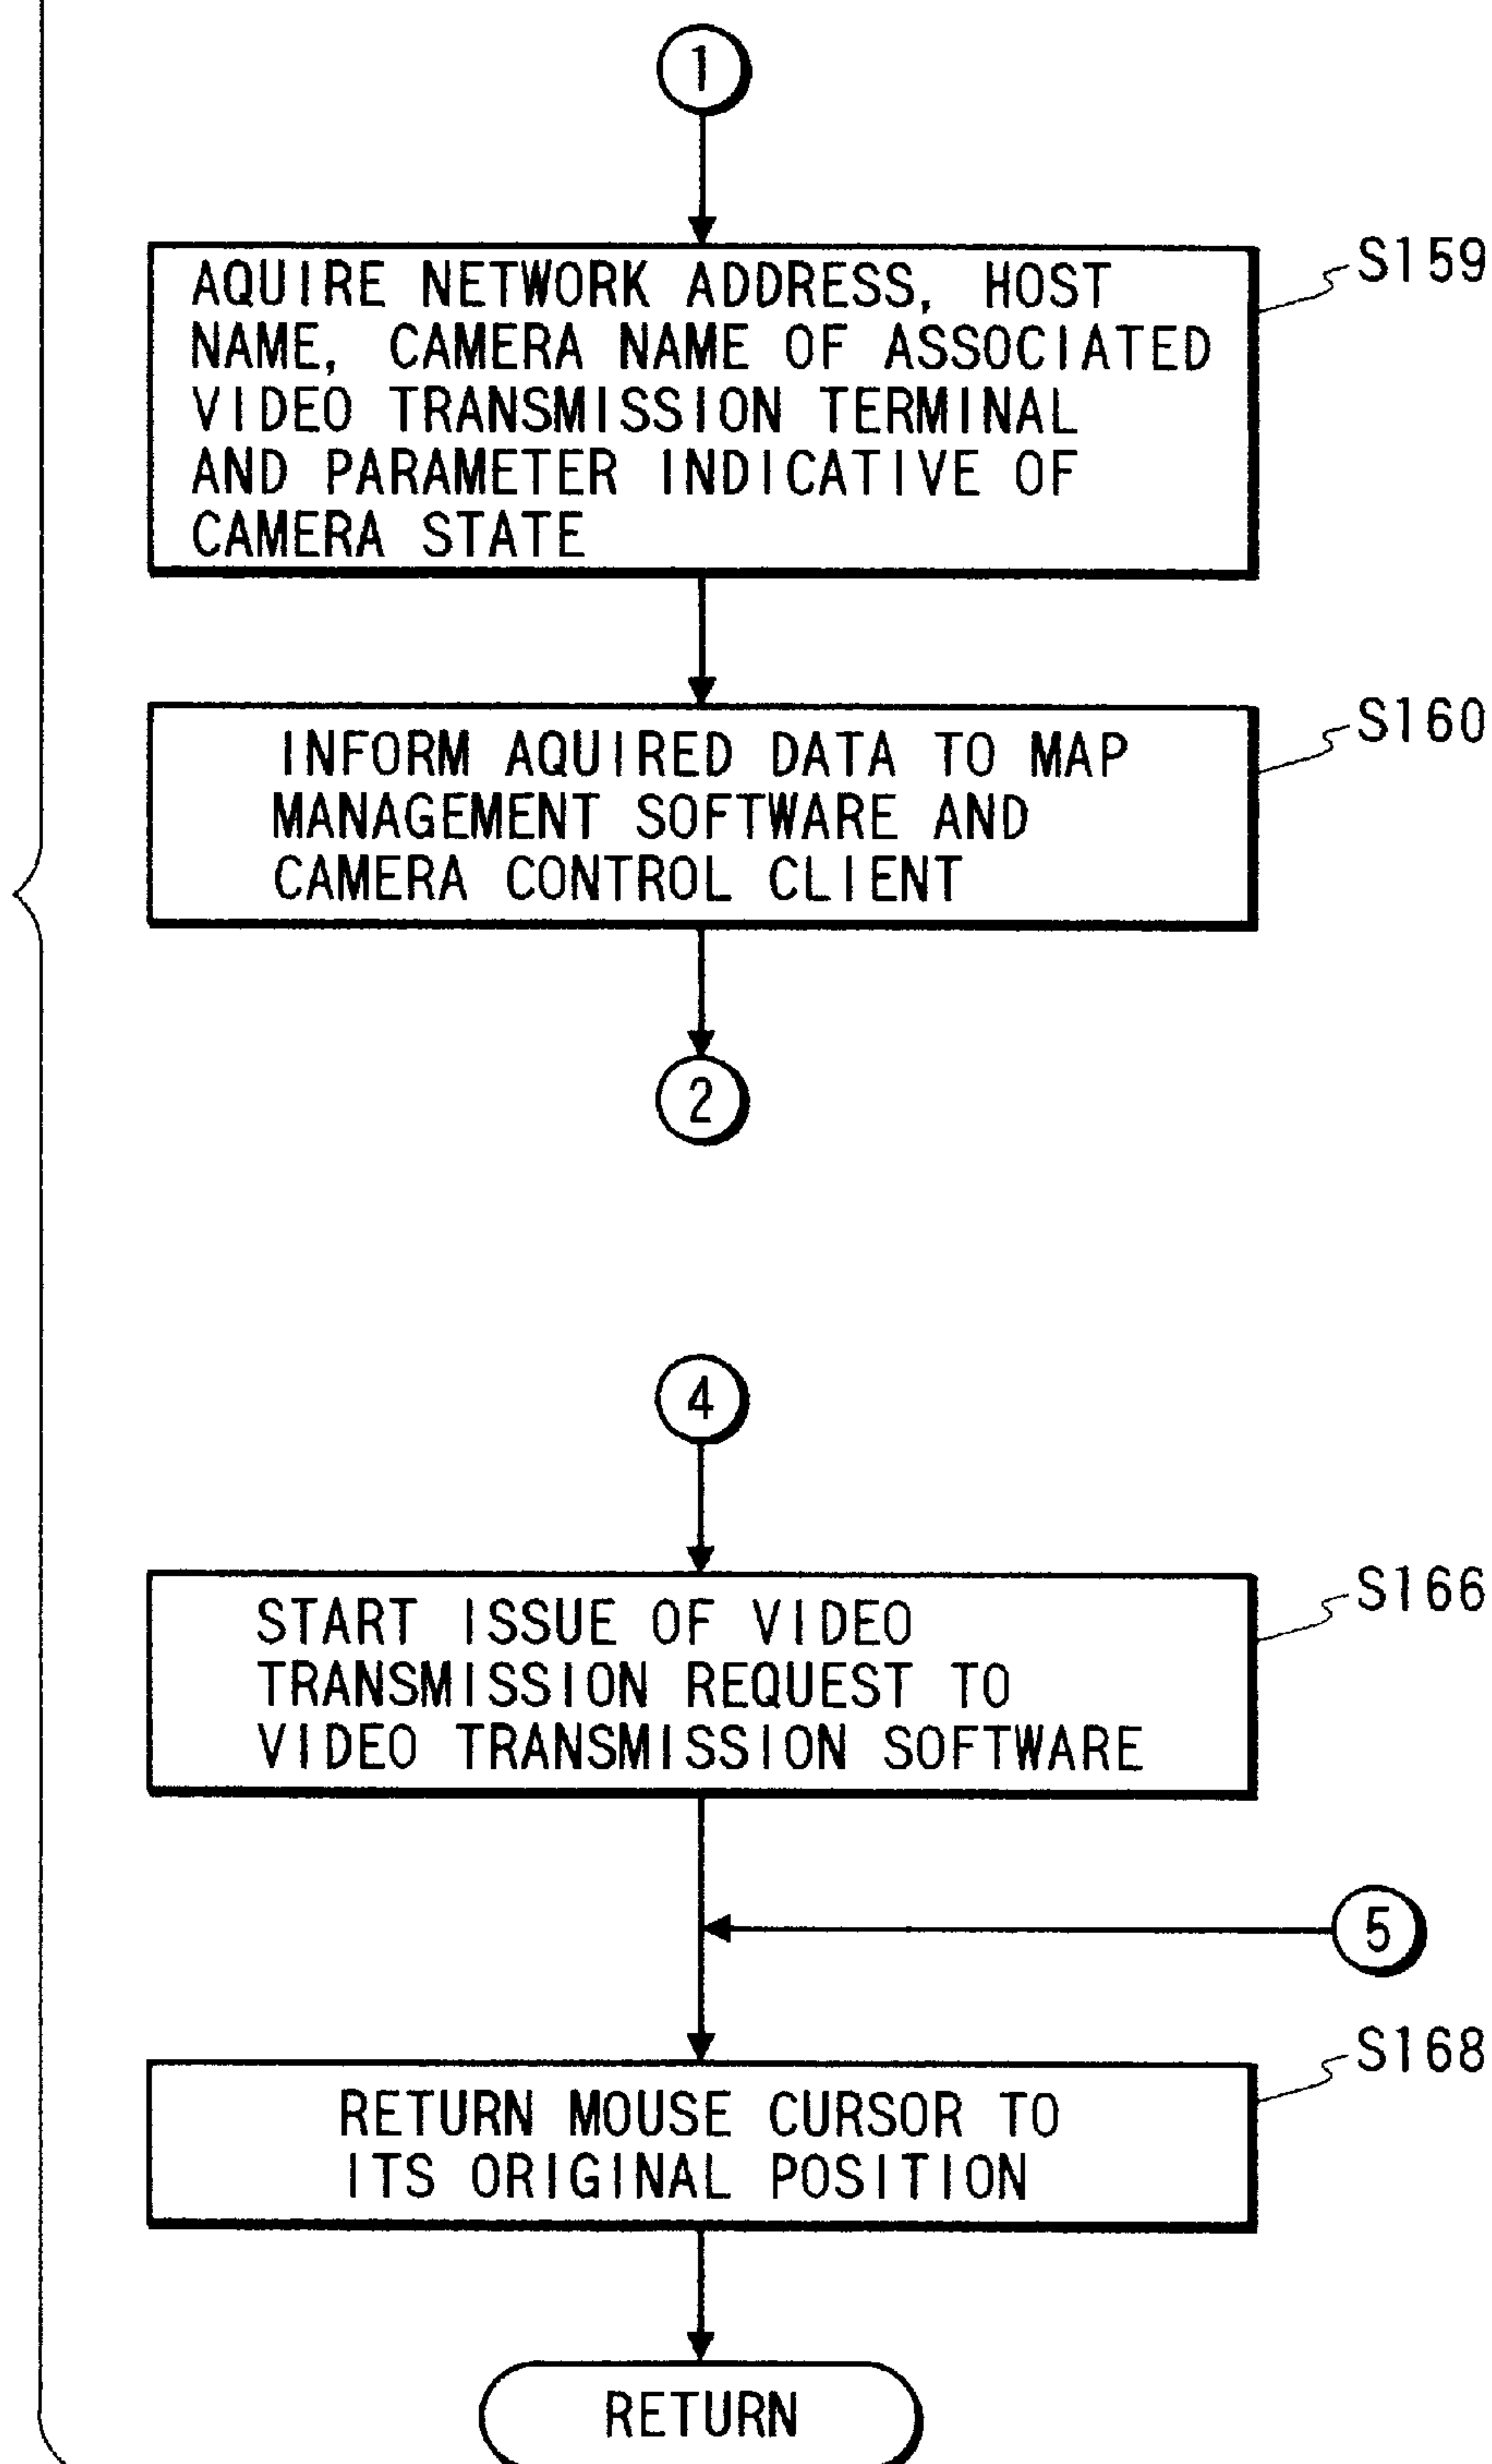 1
AQUIRE NETWORK ADDRESS, HOST
NAME, CAMERA NAME OF ASSOCIATED
VIDEO TRANSMISSION TERMINAL
AND PARAMETER INDICATIVE OF
CAMERA STATE
S159
INFORM AQUIRED DATA TO MAP
MANAGEMENT SOFTWARE AND
CAMERA CONTROL CLIENT
S160
2
4
START ISSUE OF VIDEO
TRANSMISSION REQUEST TO
VIDEO TRANSMISSION SOFTWARE
S166
5
RETURN MOUSE CURSOR TO
ITS ORIGINAL POSITION
S168
RETURN